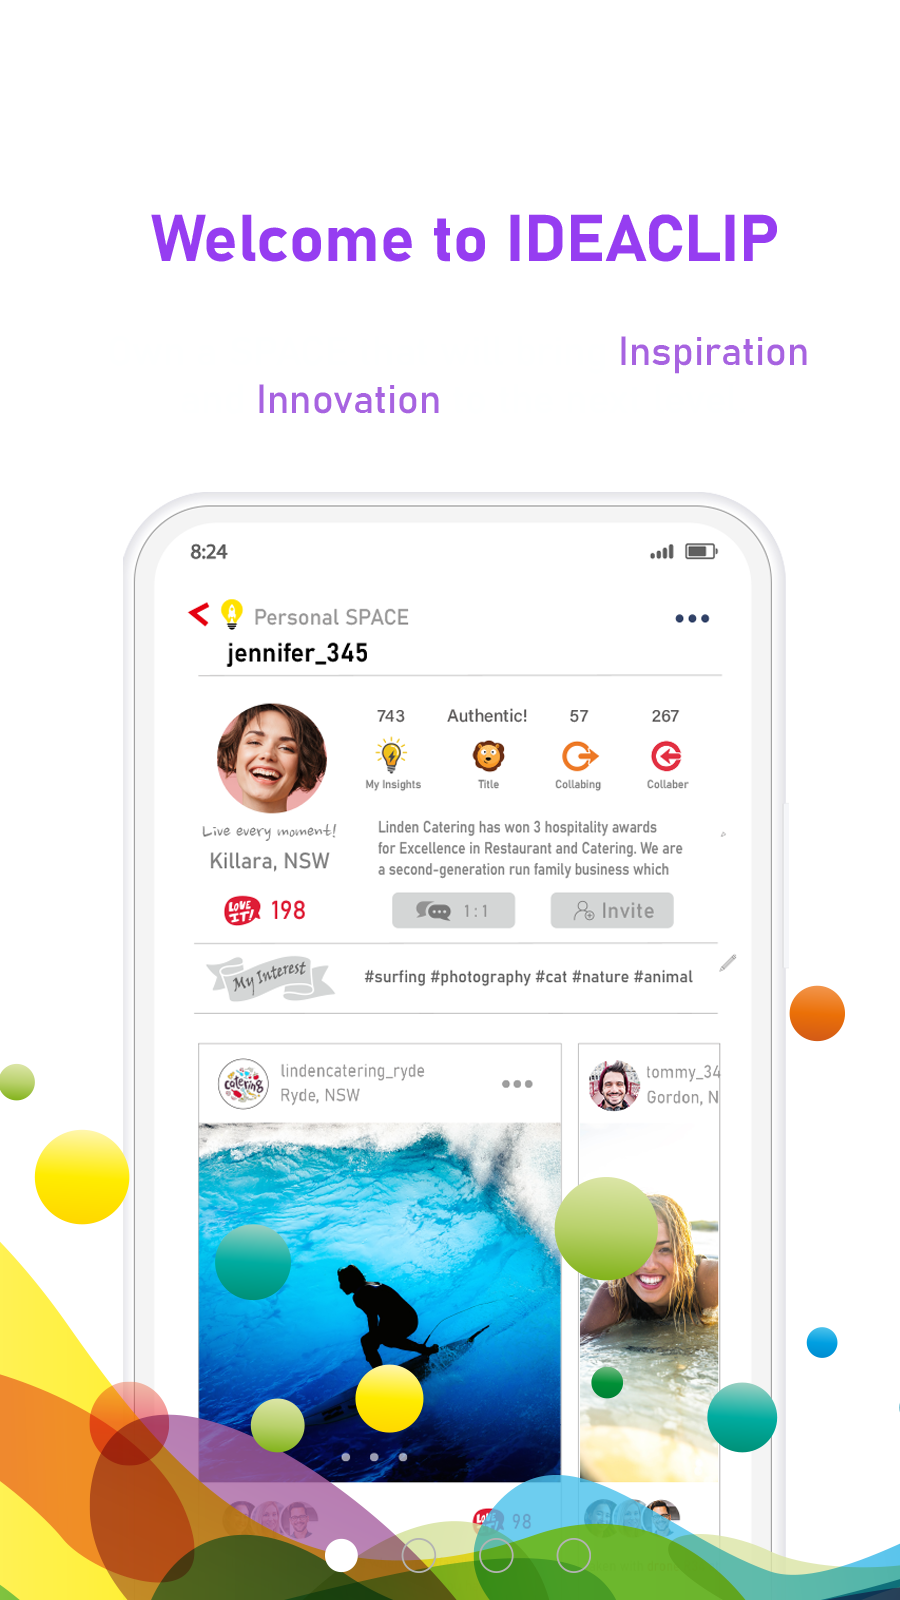 Welcome to IDEACLIP
Inspiration
Innovation
8:24
Personal SPACE
jennifer_345
743 Authentic! 57 267
My Insights Title Collabing Collaber
Live every moment!
Killara, NSW
Linden Catering has won 3 hospitality awards
for Excellence in Restaurant and Catering. We are
a second-generation run family business which
LOVE IT! 198
1:1
Invite
My Interest
#surfing #photography #cat #nature #animal
catering
lindencatering_ryde
Ryde, NSW
tommy_34
Gordon, N
98